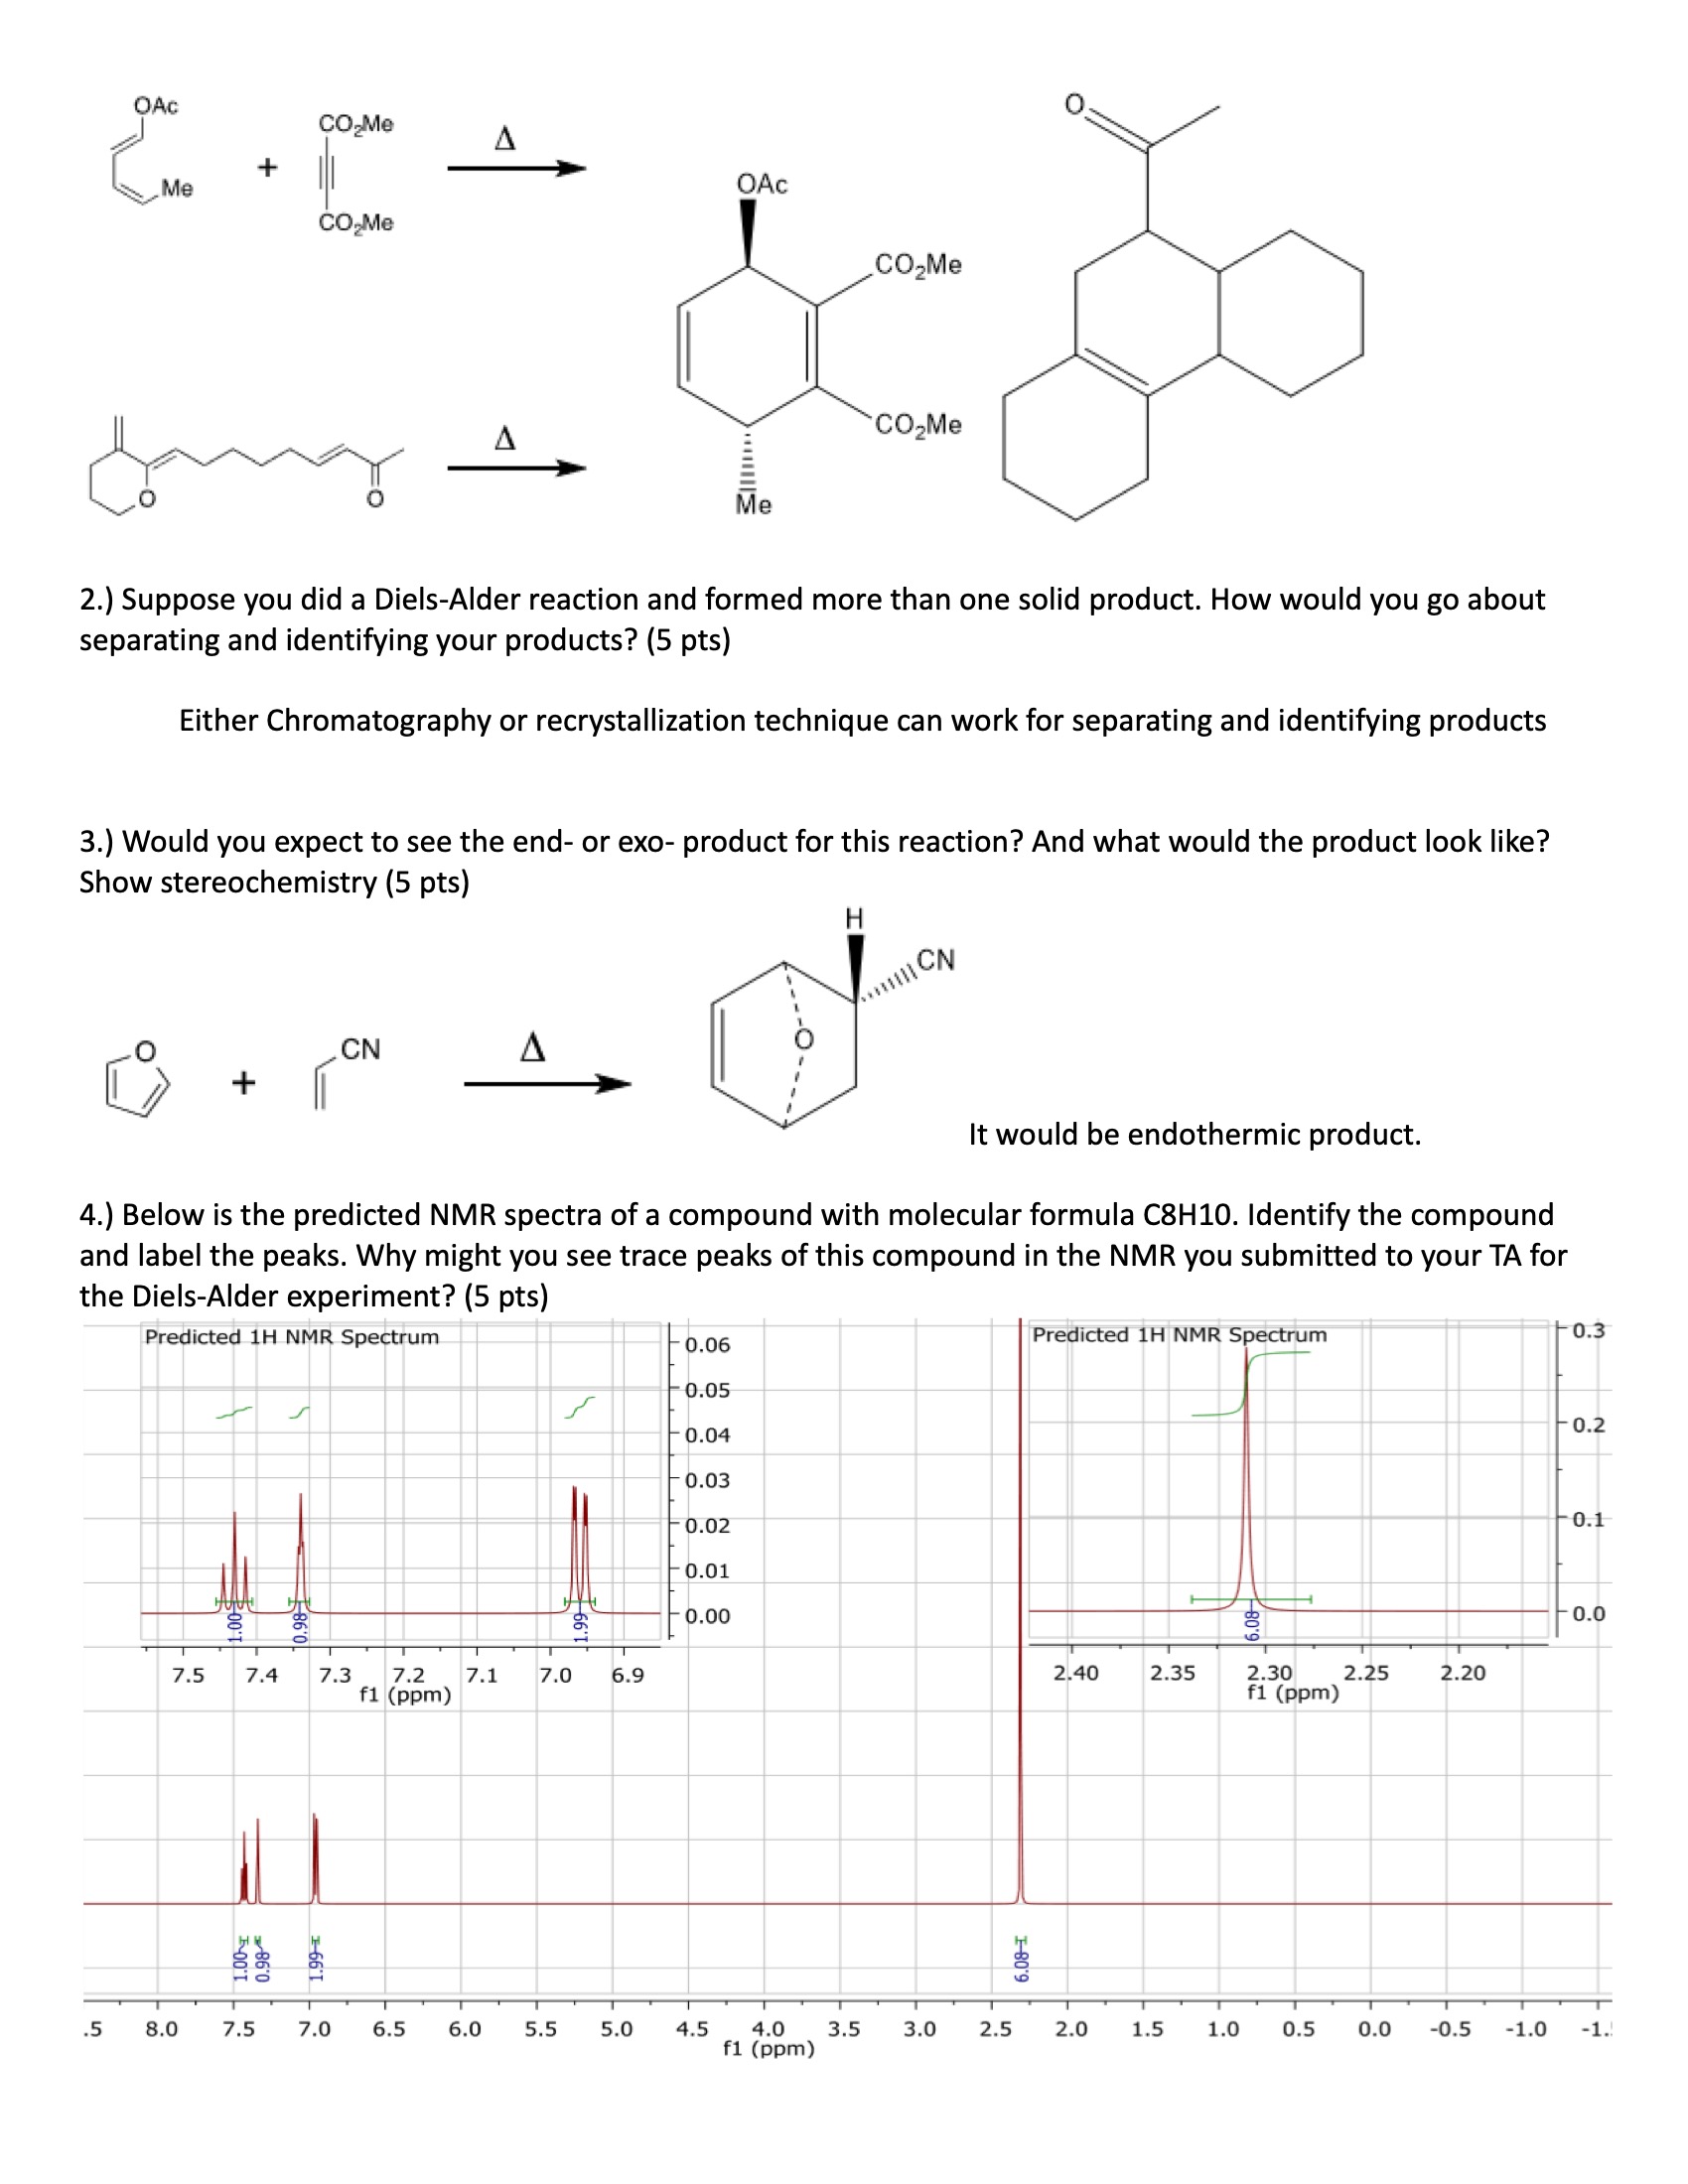 OAc
CO₂Me
Δ
+
Me
CO₂Me
O
OAc
CO₂Me
CO₂Me
Me
Δ
O
O
2.) Suppose you did a Diels-Alder reaction and formed more than one solid product. How would you go about
separating and identifying your products? (5 pts)
Either Chromatography or recrystallization technique can work for separating and identifying products
3.) Would you expect to see the end- or exo- product for this reaction? And what would the product look like?
Show stereochemistry (5 pts)
H
CN
O
O
+
CN
Δ
It would be endothermic product.
4.) Below is the predicted NMR spectra of a compound with molecular formula C8H10. Identify the compound
and label the peaks. Why might you see trace peaks of this compound in the NMR you submitted to your TA for
the Diels-Alder experiment? (5 pts)
Predicted 1H NMR Spectrum
0.06
0.05
0.04
0.03
0.02
0.01
0.00
1.00
0.98
1.99
7.5 7.4 7.3 7.2 7.1 7.0 6.9
f1 (ppm)
Predicted 1H NMR Spectrum
0.3
0.2
0.1
0.0
6.08
2.40 2.35 2.30 2.25 2.20
f1 (ppm)
1.00
0.98
1.99
6.08
.5 8.0 7.5 7.0 6.5 6.0 5.5 5.0 4.5 4.0 3.5 3.0 2.5 2.0 1.5 1.0 0.5 0.0 -0.5 -1.0 -1.
f1 (ppm)